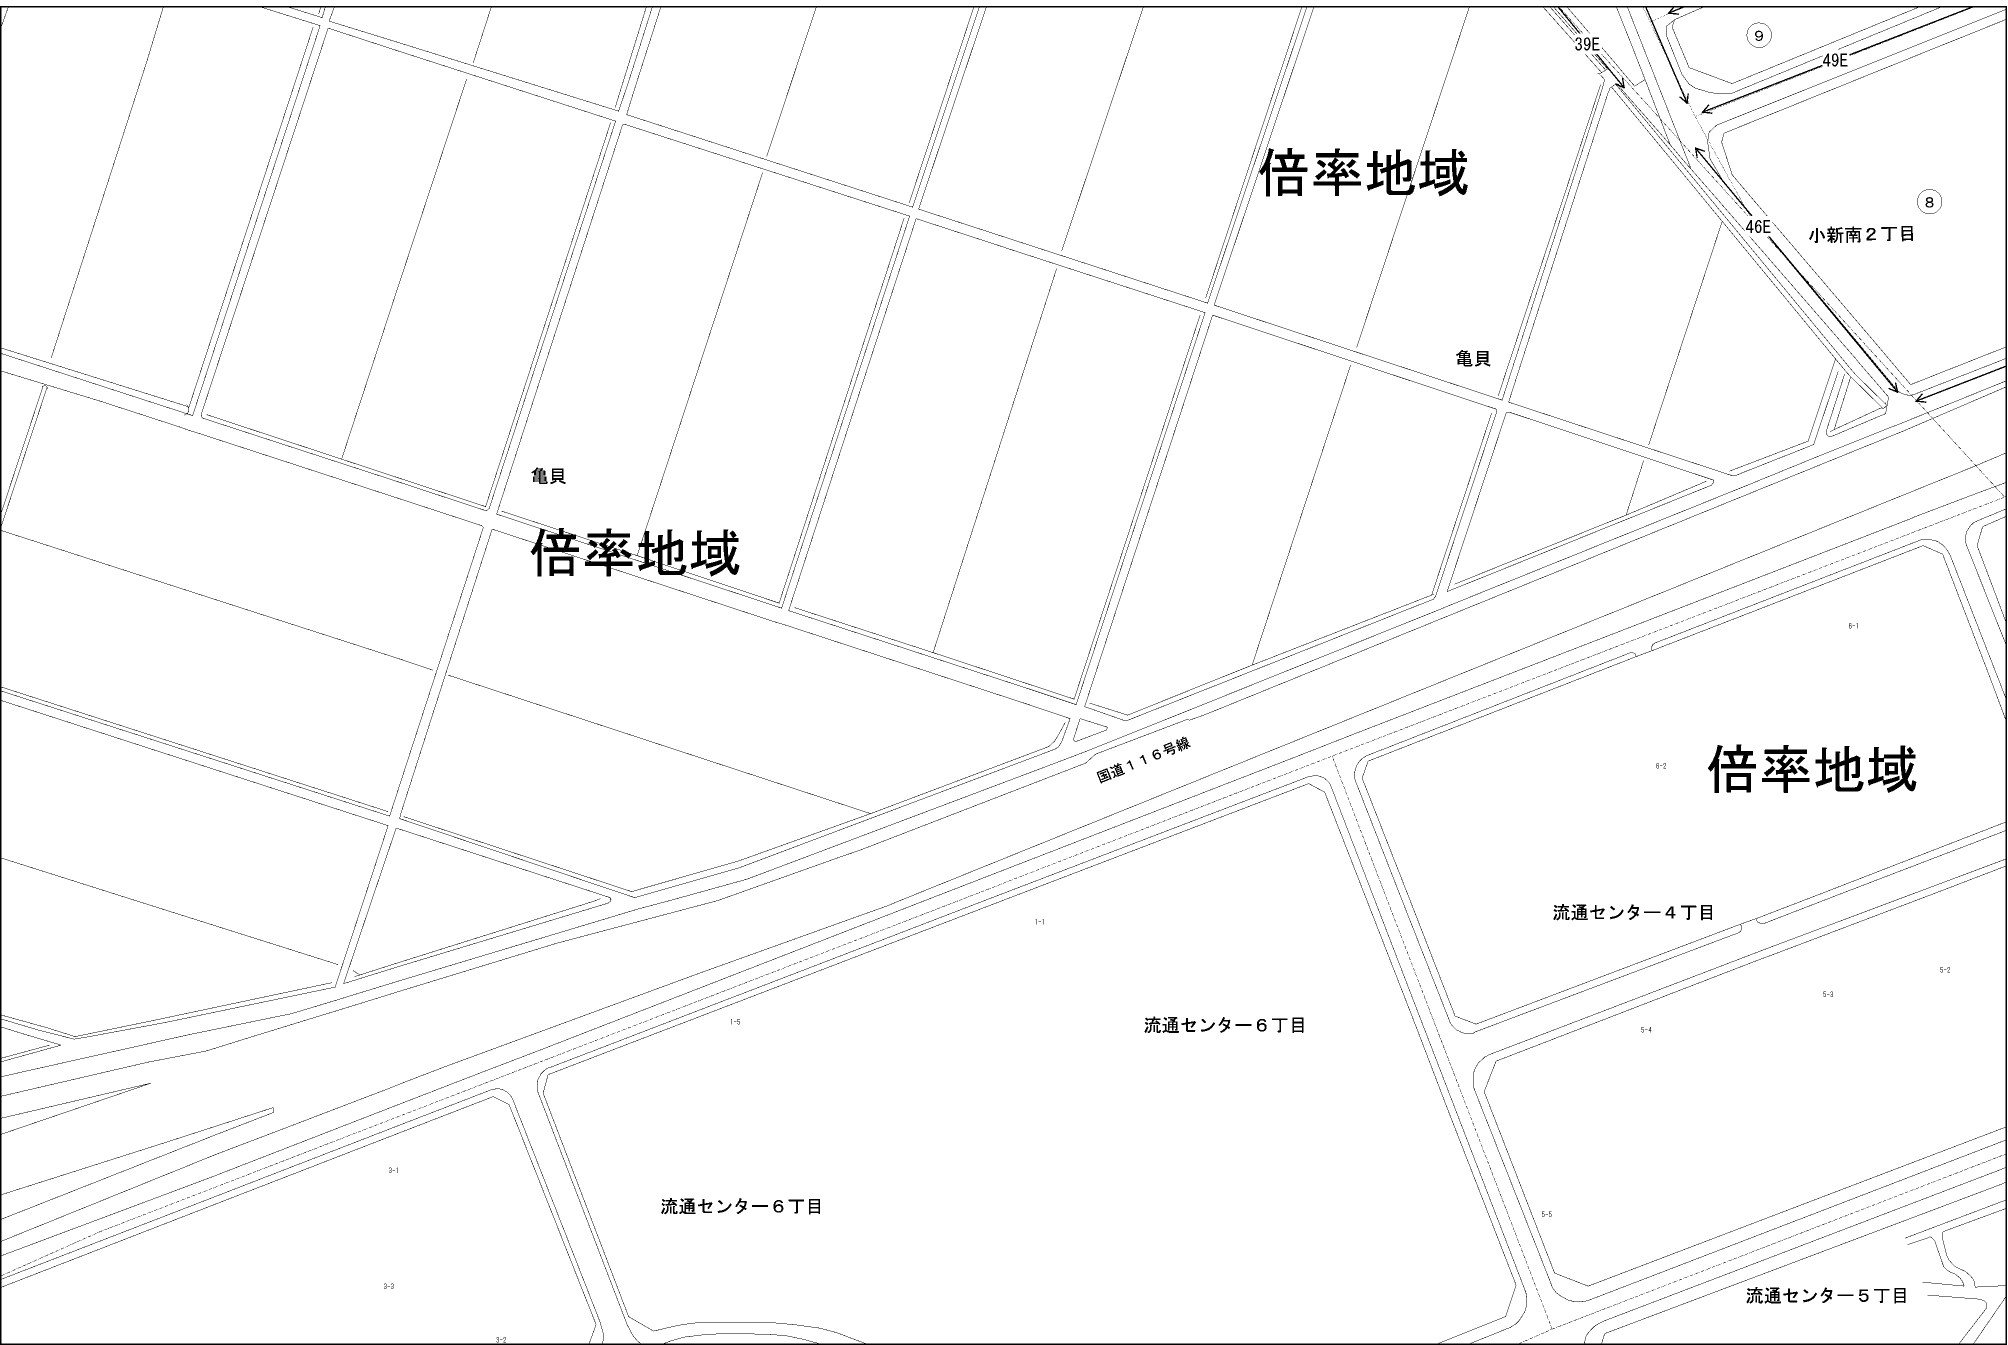 39E
⑨
49E
倍率地域
⑧
46E
小新南２丁目
亀貝
亀貝
倍率地域
6-1
国道１１６号線
6-2
倍率地域
1-1
流通センター４丁目
5-2
5-3
1-5
流通センター６丁目
5-4
3-1
流通センター６丁目
5-5
3-3
流通センター５丁目
3-2